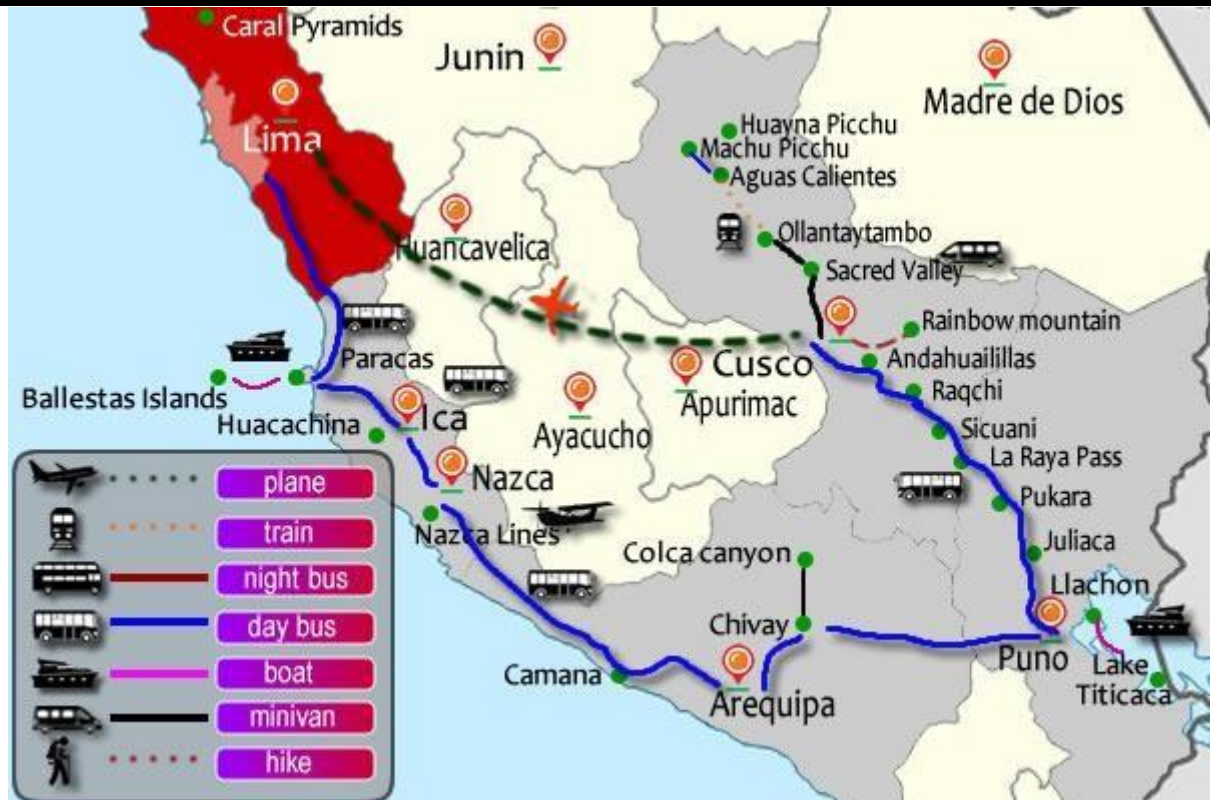 Caral Pyramids
Junin
Madre de Dios
Lima
Huayna Picchu
Machu Picchu
Aguas Calientes
Huancavelica
Ollantaytambo
Sacred Valley
Rainbow mountain
Paracas
Cusco
Andahuailillas
Ballestas Islands
Apurimac
Raqchi
Huacachina
Ica
Ayacucho
Sicuani
La Raya Pass
Nazca
Pukara
Nazca Lines
Colca canyon
Juliaca
Llachon
Chivay
Puno
Lake
Titicaca
Camana
Arequipa
plane
train
night bus
day bus
boat
minivan
hike